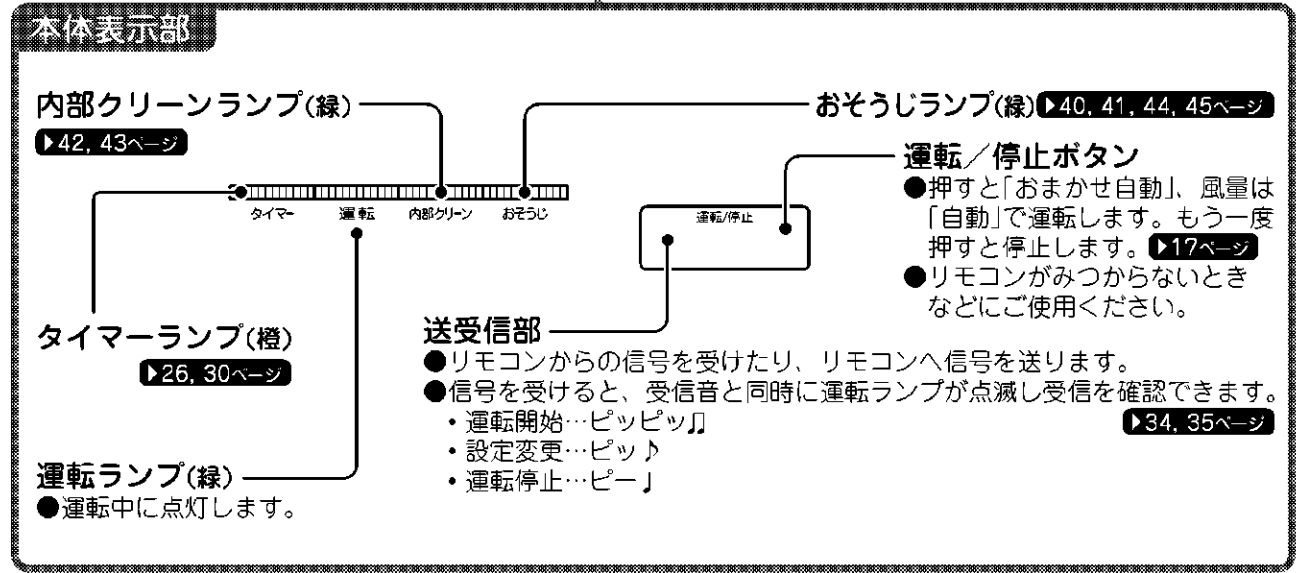 本体表示部
内部クリーンランプ(緑)
▶42, 43ページ
おそうじランプ(緑)▶40, 41, 44, 45ページ
運転／停止ボタン
●押すと「おまかせ自動」、風量は
「自動」で運転します。もう一度
押すと停止します。▶17ページ
●リモコンがみつからないとき
などにご使用ください。
タイマー 運転 内部クリーン おそうじ
運転/停止
タイマーランプ(橙)
▶26, 30ページ
送受信部
●リモコンからの信号を受けたり、リモコンへ信号を送ります。
●信号を受けると、受信音と同時に運転ランプが点滅し受信を確認できます。
・運転開始…ピッピッ♫
▶34, 35ページ
・設定変更…ピッ♪
・運転停止…ピー♩
運転ランプ(緑)
●運転中に点灯します。